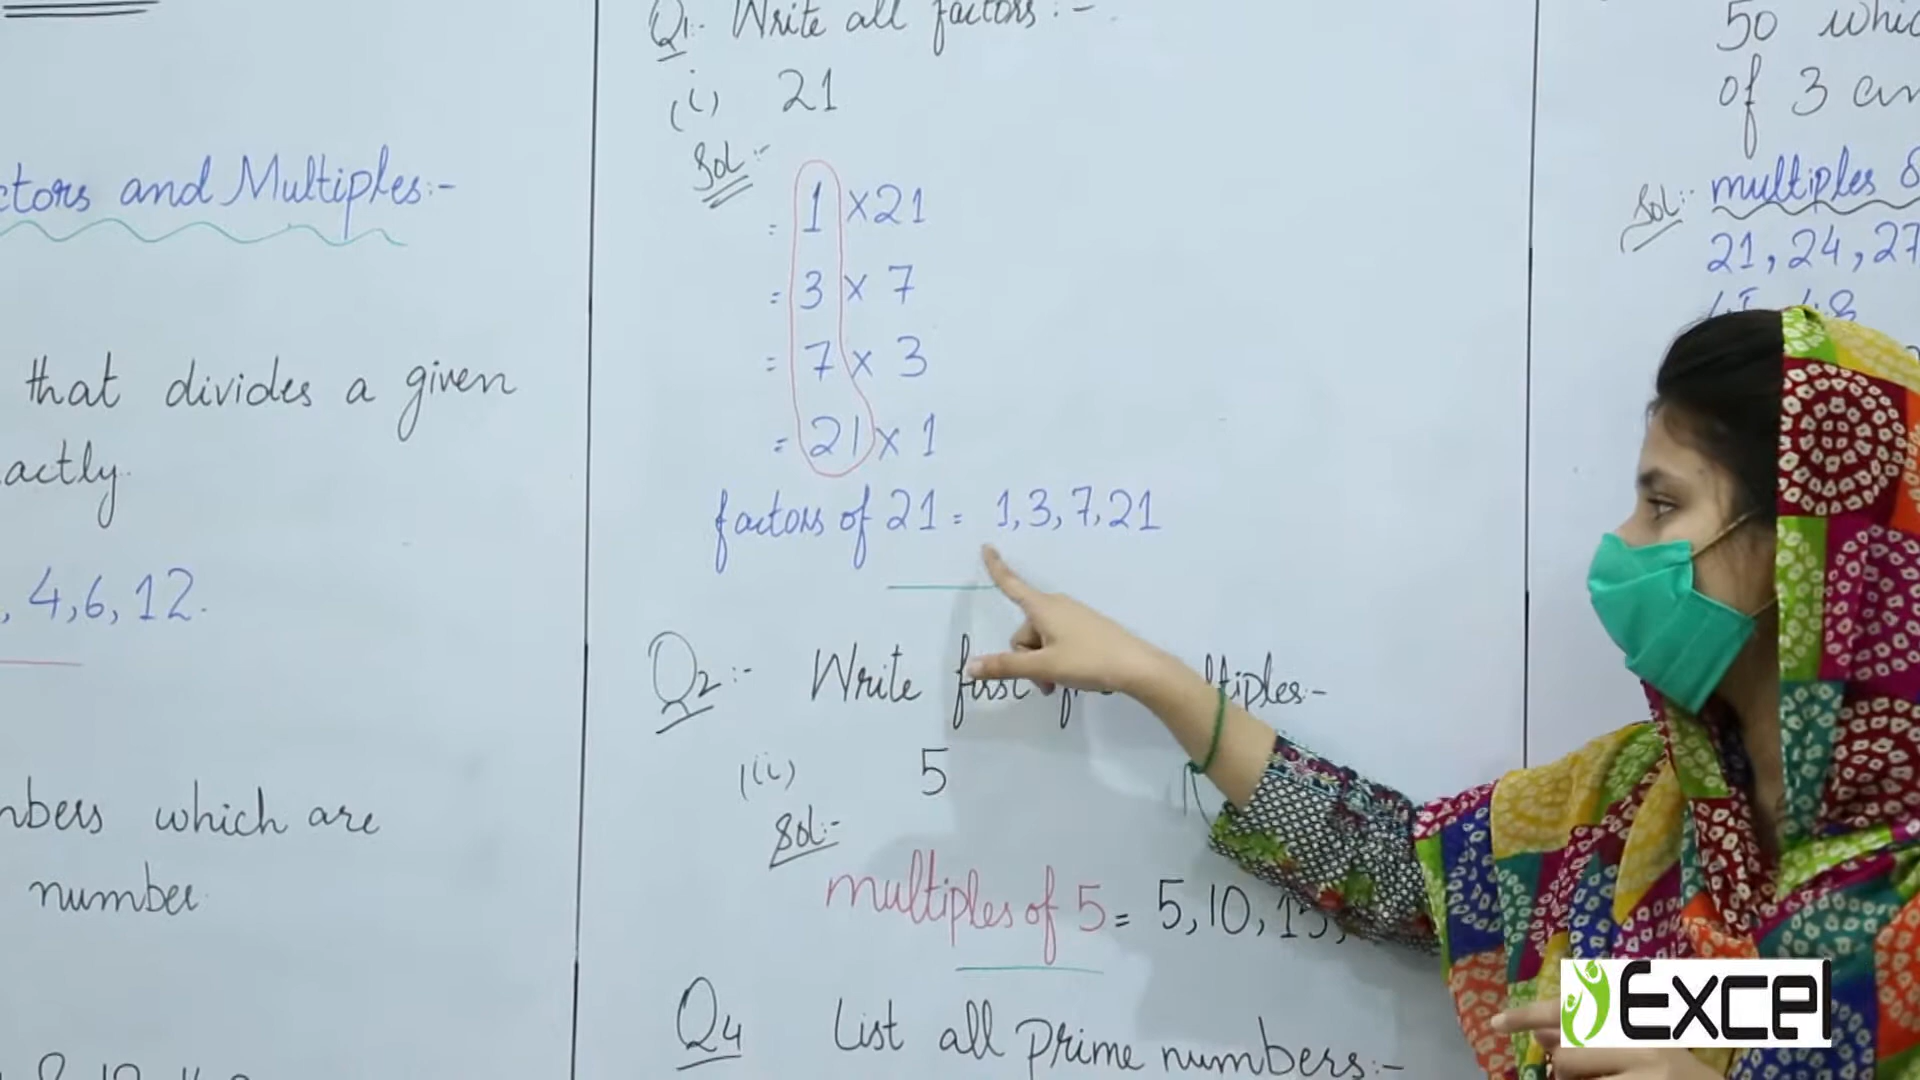 ctors and Multiples:-
that divides a given
actly.
, 4,6, 12.
nbers which are
number
Q1:- Write all factors:-
(i) 21
Sol:-
= 1 ×21
= 3 × 7
= 7 × 3
= 21 × 1
factors of 21 = 1,3,7,21
Q2:- Write first ltiples:-
(ii) 5
Sol:-
multiples of 5 = 5,10,15,
Q4 List all prime numbers:-
50 whic
of 3 an
Sol:- multiples
21, 24, 27
48
Excel